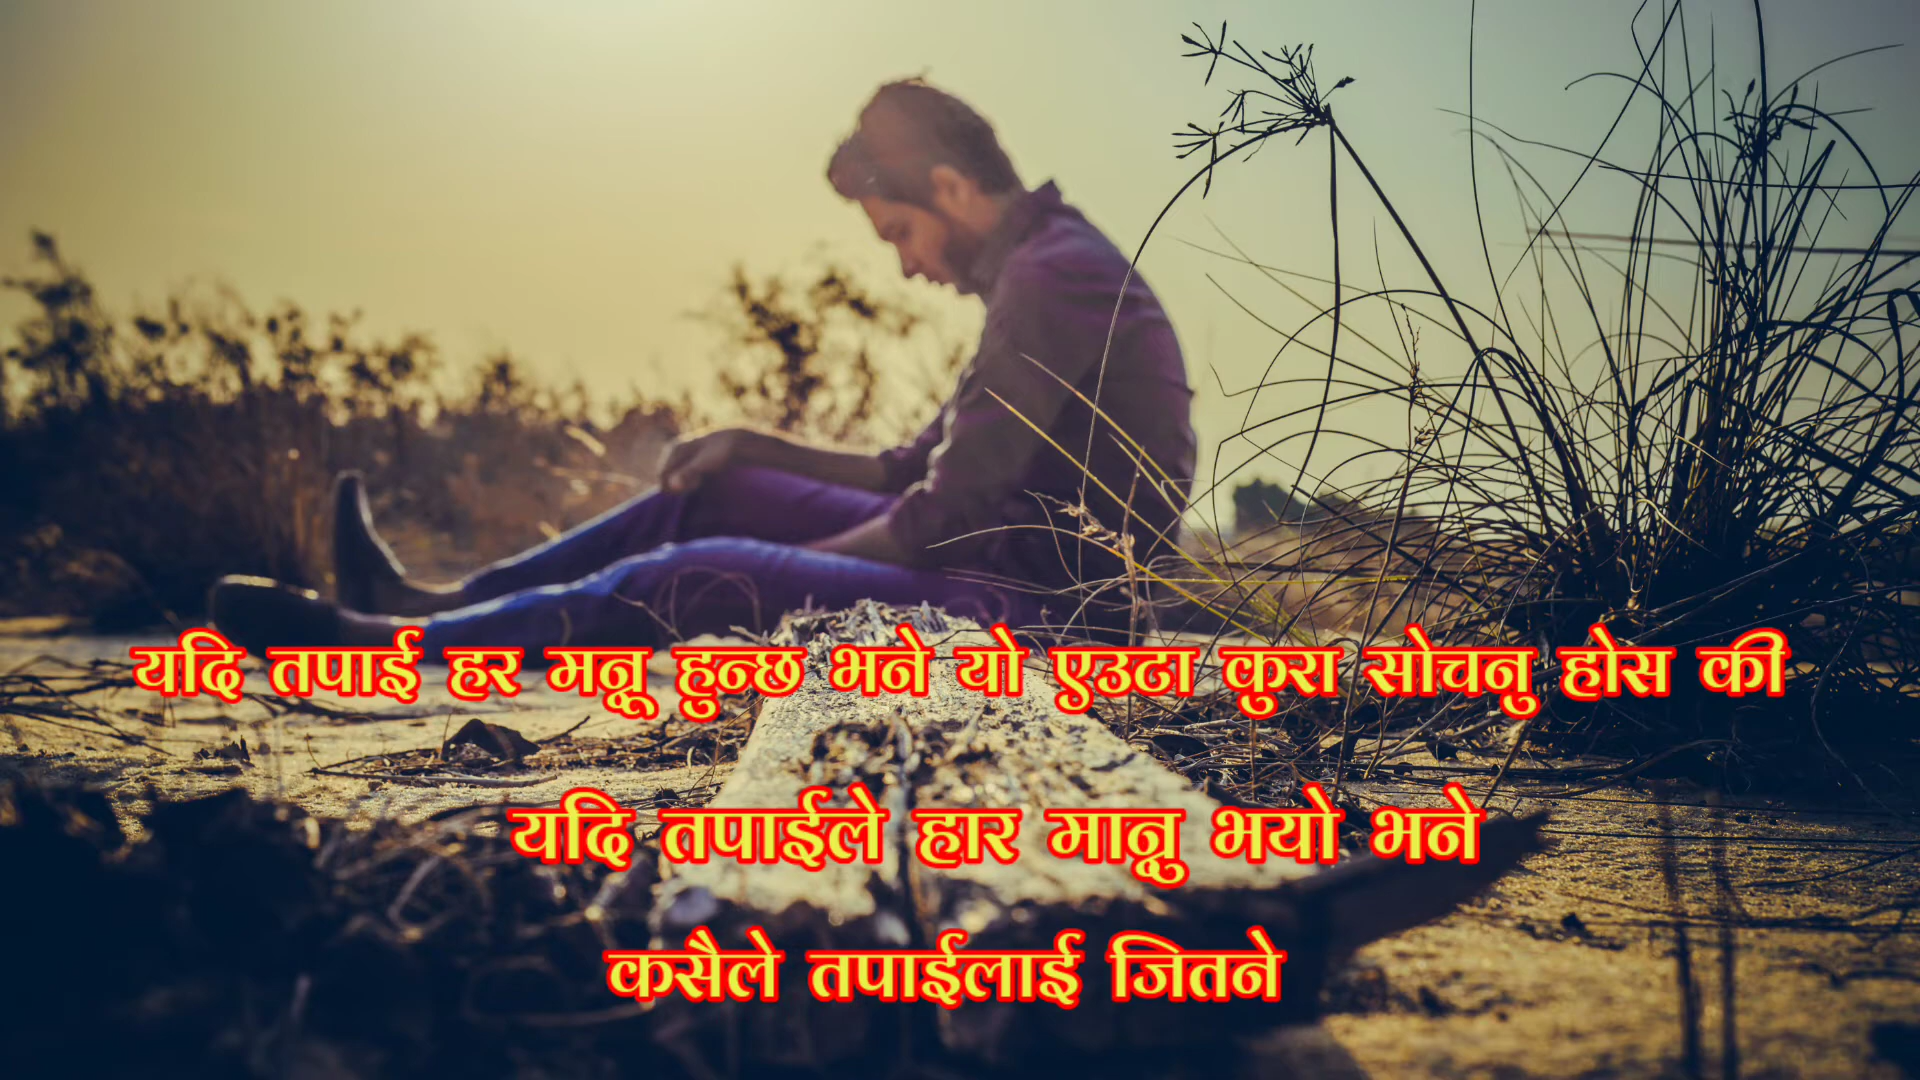 यदि तपाई हर मन्नू हुन्छ भने यो एउटा कुरा सोचनु होस की
यदि तपाईले हार मान्नु भयो भने
कसैले तपाईलाई जितने